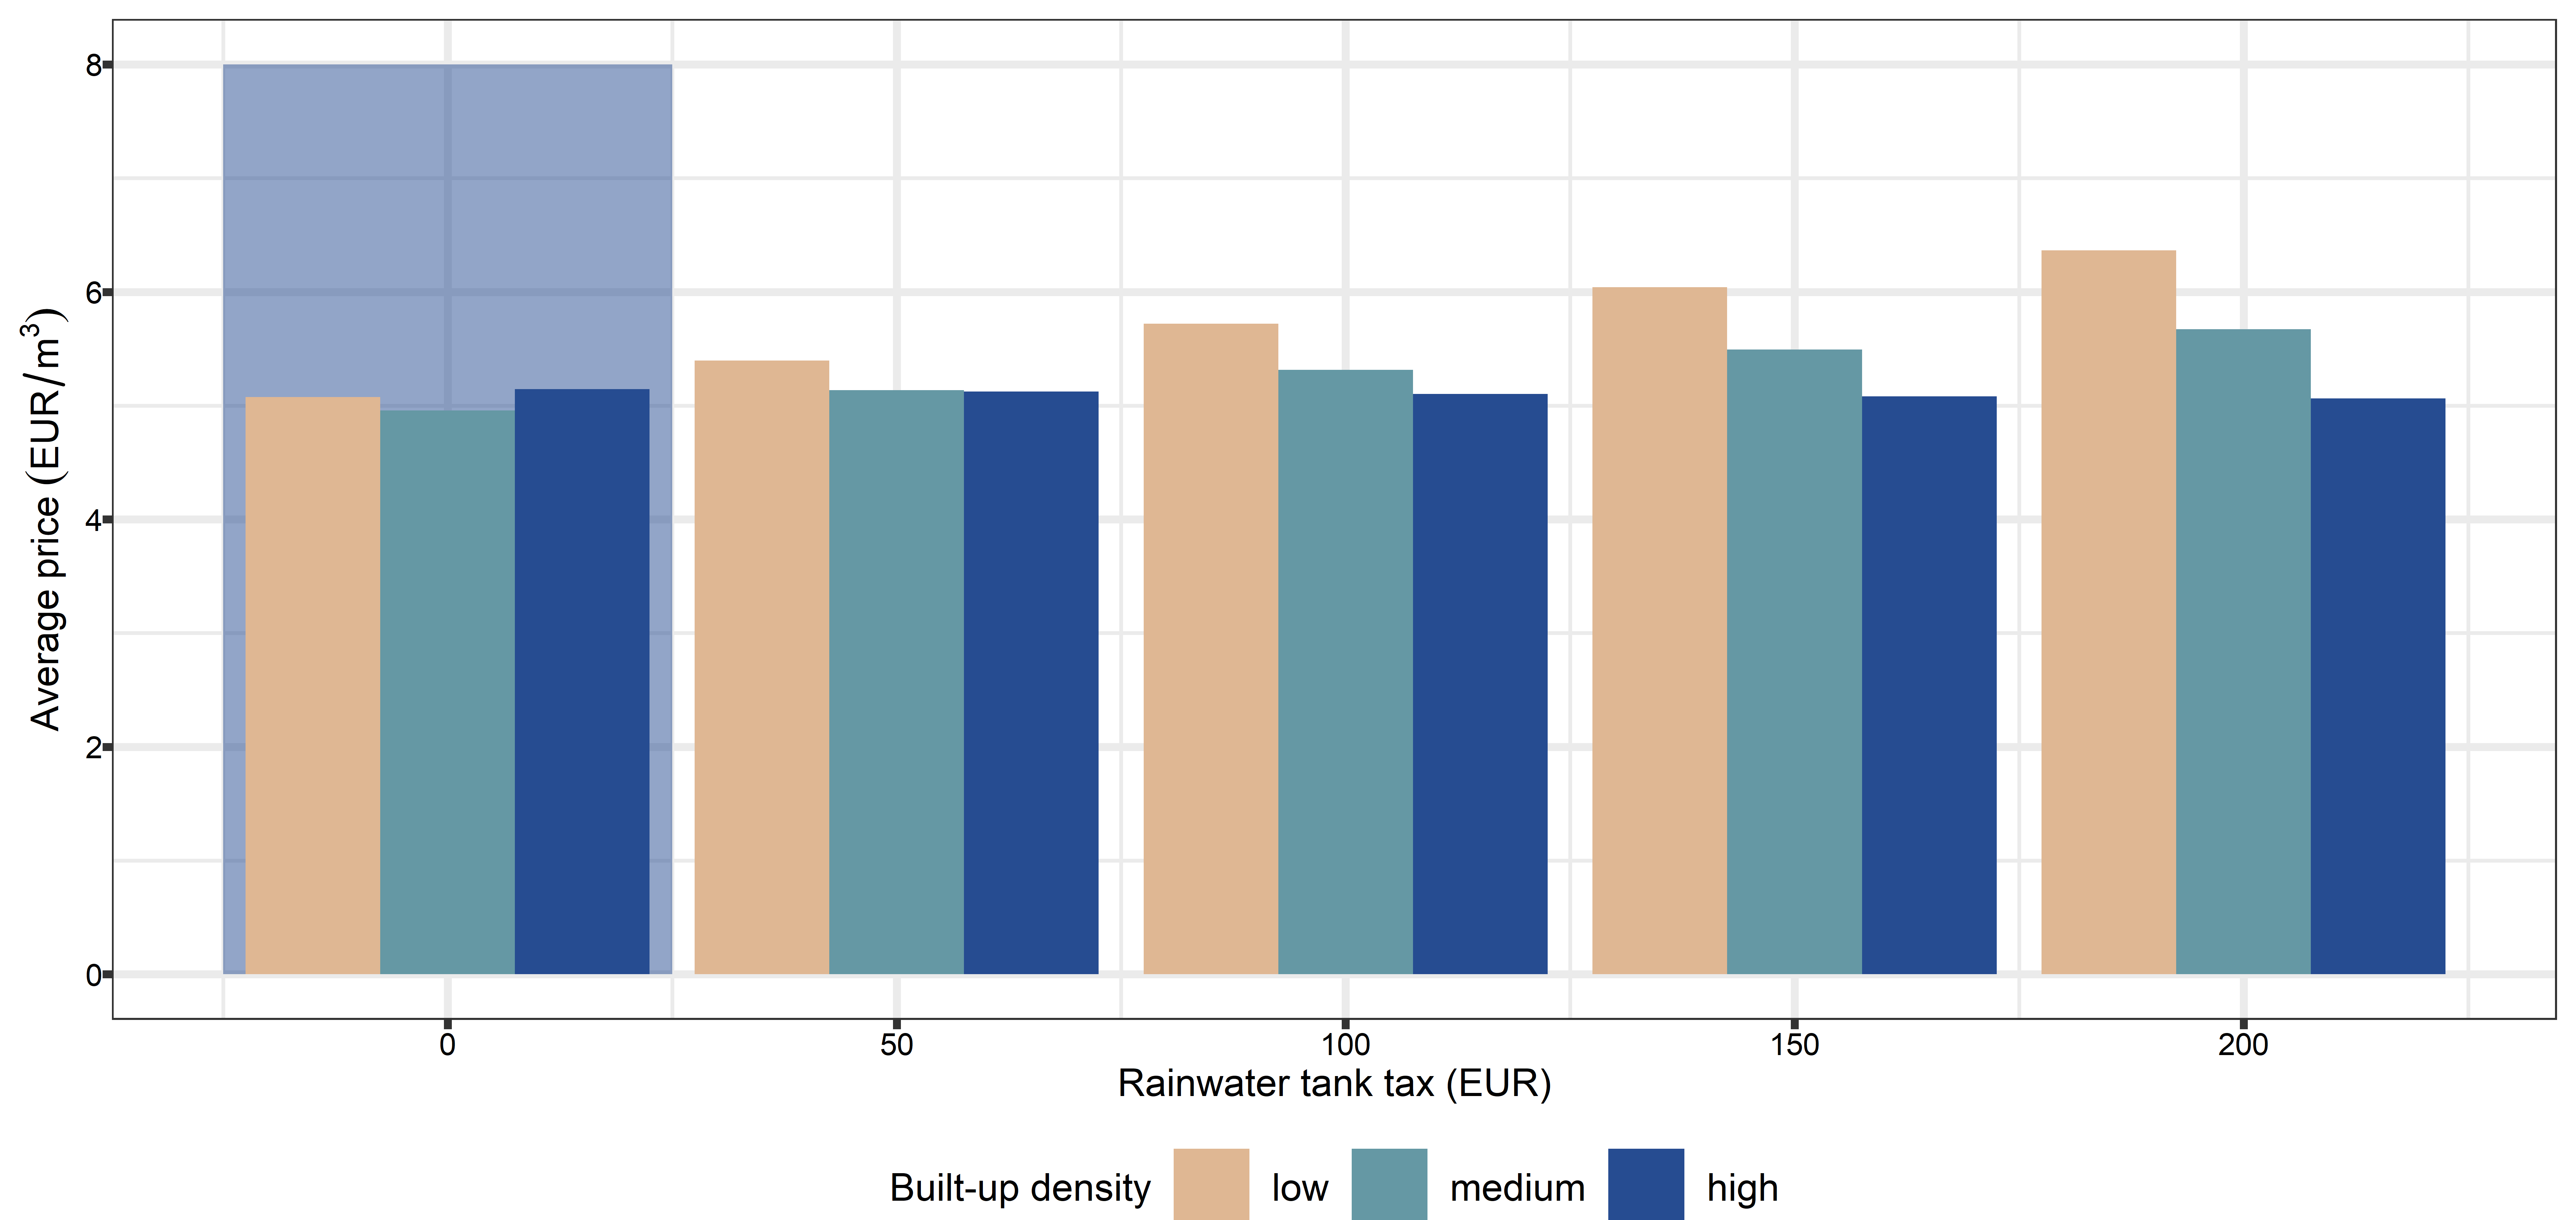 Average price (EUR/m³)
8
6
4
2
0
0 50 100 150 200
Rainwater tank tax (EUR)
Built-up density low medium high